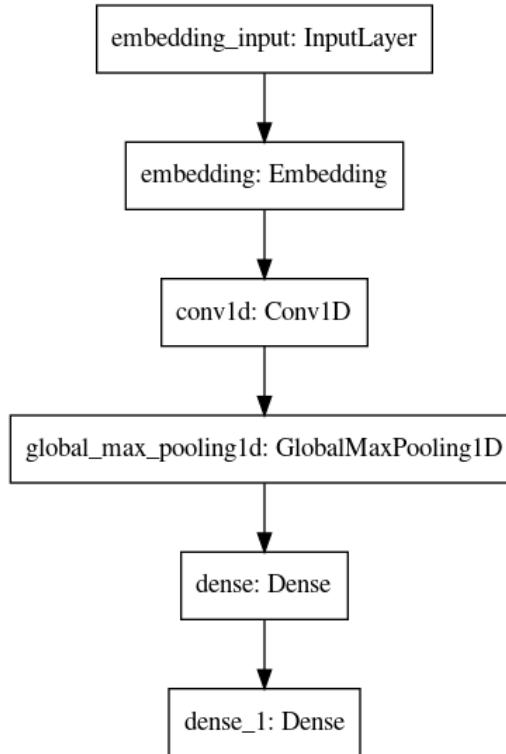 embedding_input: InputLayer
embedding: Embedding
conv1d: Conv1D
global_max_pooling1d: GlobalMaxPooling1D
dense: Dense
dense_1: Dense